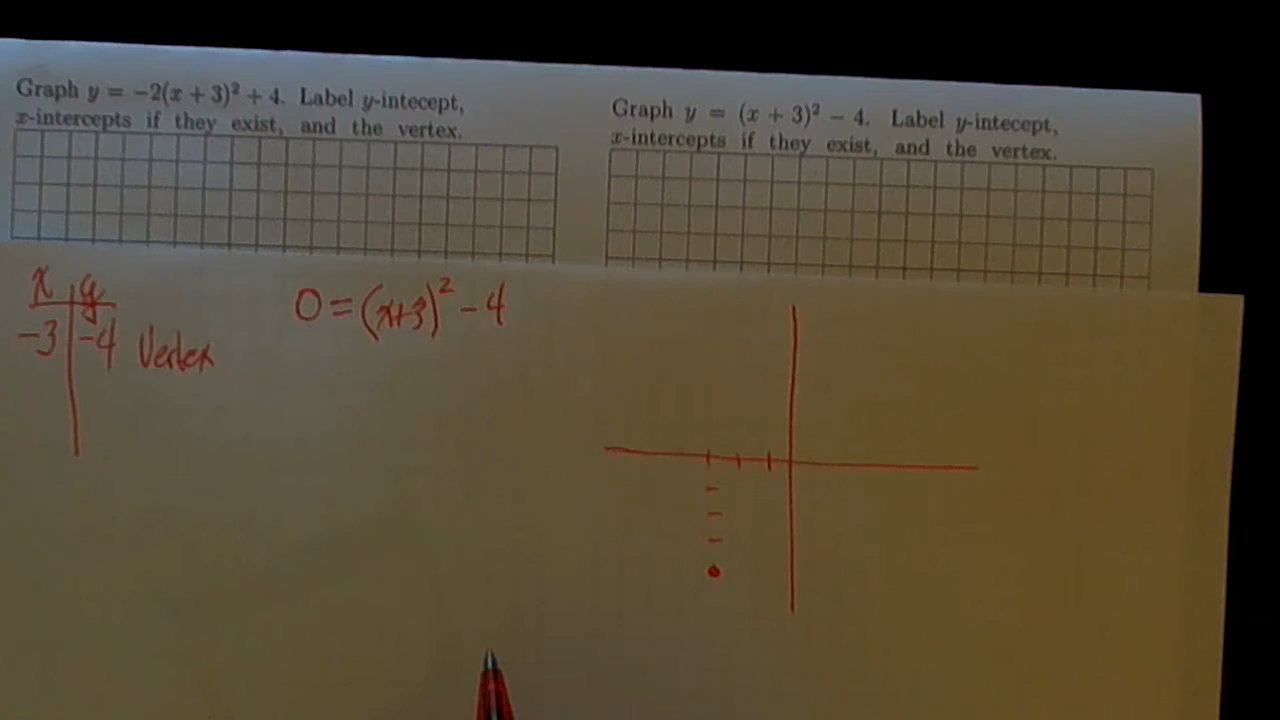 Graph y = −2(x + 3)² + 4. Label y-intecept,
x-intercepts if they exist, and the vertex.
Graph y = (x + 3)² − 4. Label y-intecept,
x-intercepts if they exist, and the vertex.
x y
−3 −4 Vertex
0 = (x+3)² − 4